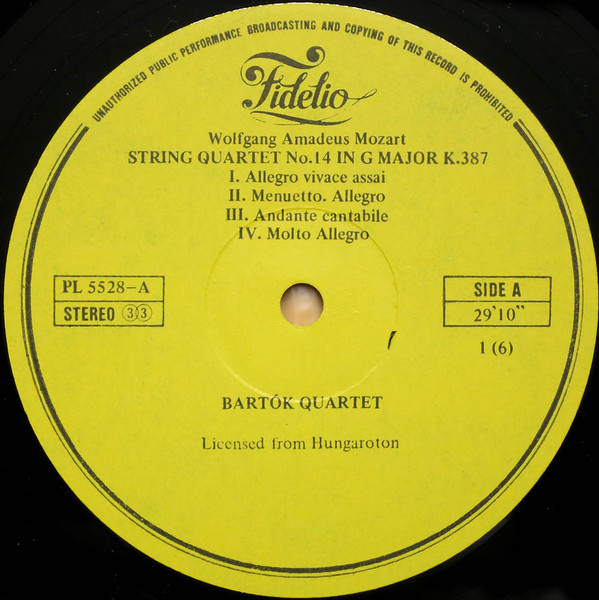 UNAUTHORIZED PUBLIC PERFORMANCE BROADCASTING AND COPYING OF THIS RECORD IS PROHIBITED
Fidelio
Wolfgang Amadeus Mozart
STRING QUARTET No.14 IN G MAJOR K.387
I. Allegro vivace assai
II. Menuetto. Allegro
III. Andante cantabile
IV. Molto Allegro
PL 5528-A
STEREO 33
SIDE A
29'10"
1 (6)
BARTÓK QUARTET
Licensed from Hungaroton